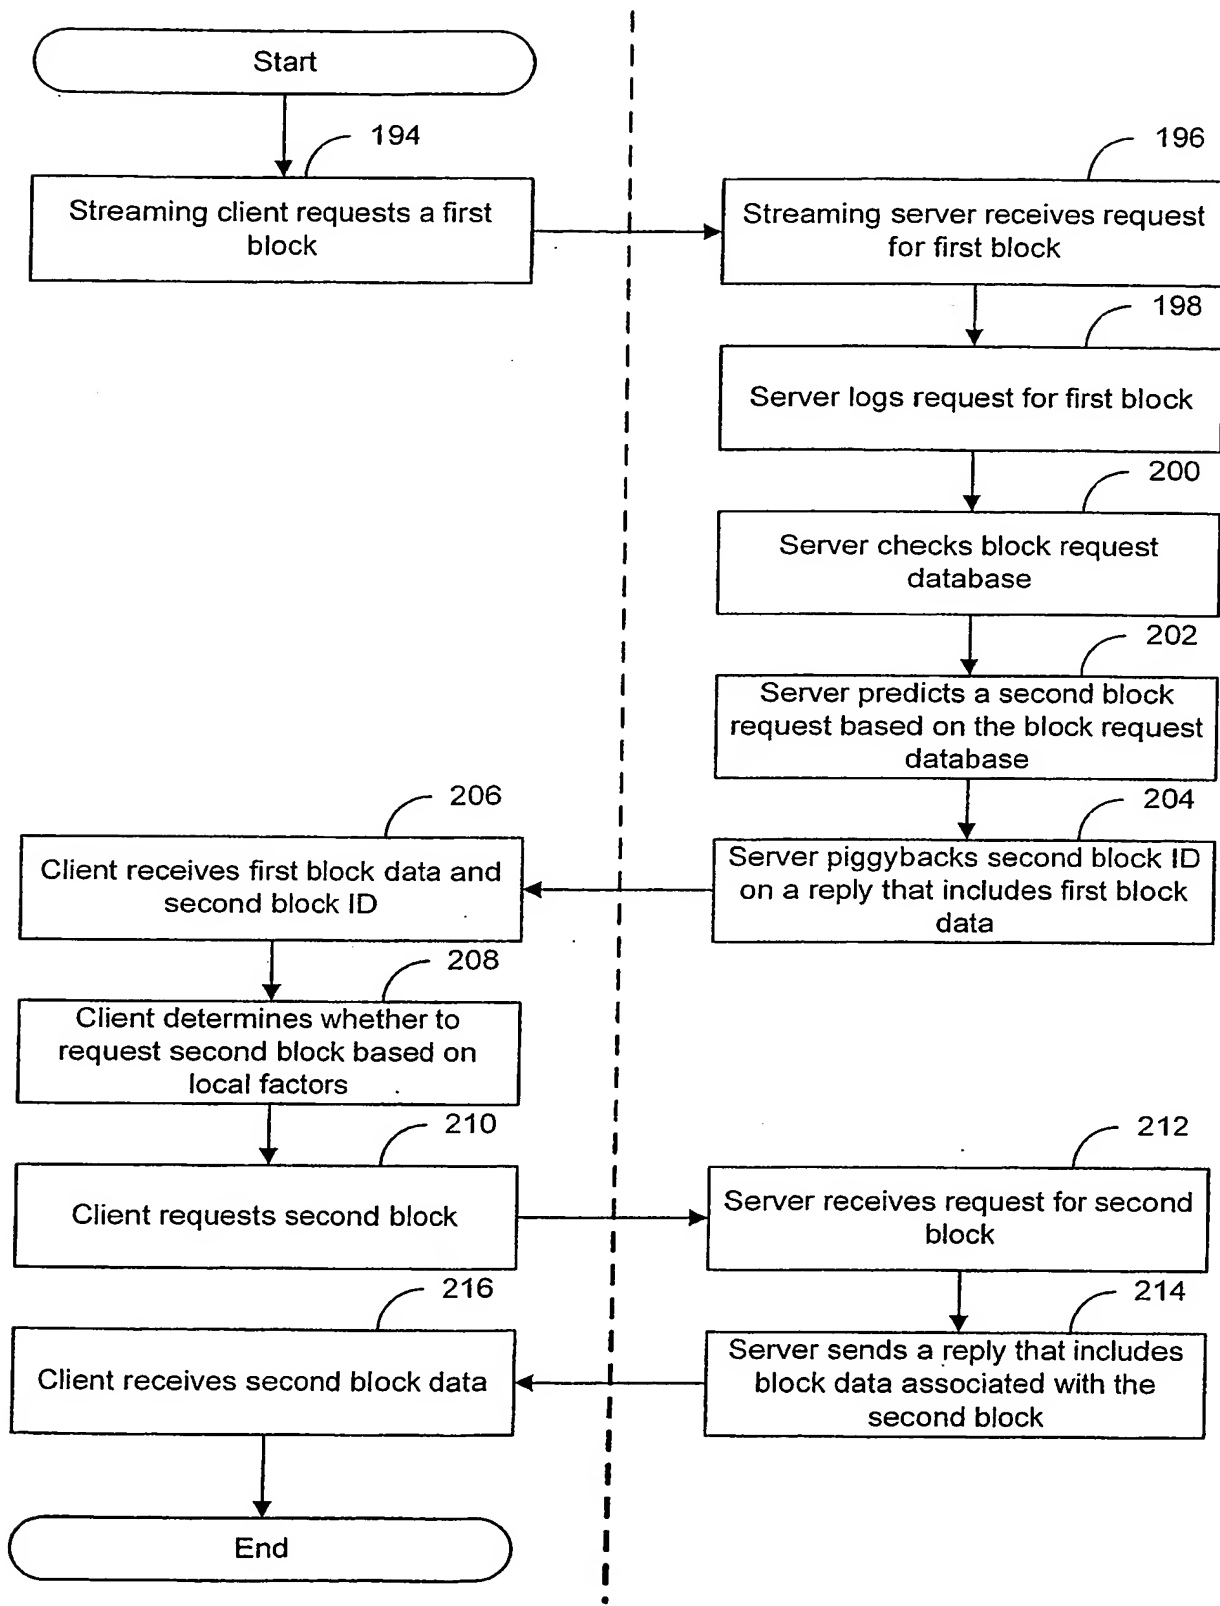 Start
194
Streaming client requests a first
block
196
Streaming server receives request
for first block
198
Server logs request for first block
200
Server checks block request
database
202
Server predicts a second block
request based on the block request
database
204
Server piggybacks second block ID
on a reply that includes first block
data
206
Client receives first block data and
second block ID
208
Client determines whether to
request second block based on
local factors
210
Client requests second block
212
Server receives request for second
block
214
Server sends a reply that includes
block data associated with the
second block
216
Client receives second block data
End